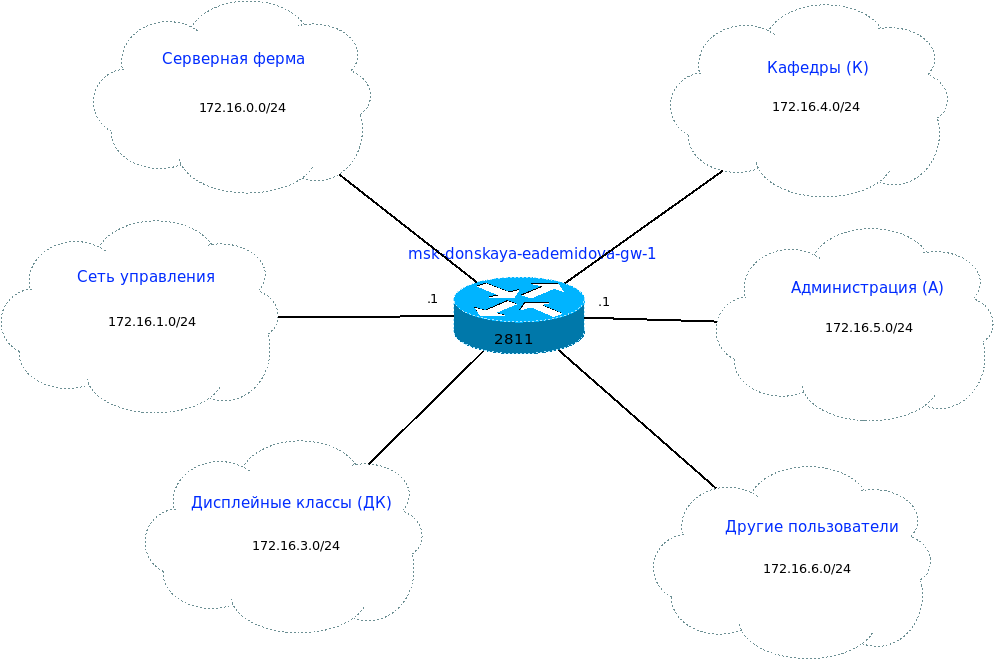 Серверная ферма
172.16.0.0/24
Кафедры (К)
172.16.4.0/24
msk-donskaya-eademidova-gw-1
Сеть управления
172.16.1.0/24
.1
.1
2811
Администрация (А)
172.16.5.0/24
Дисплейные классы (ДК)
172.16.3.0/24
Другие пользователи
172.16.6.0/24